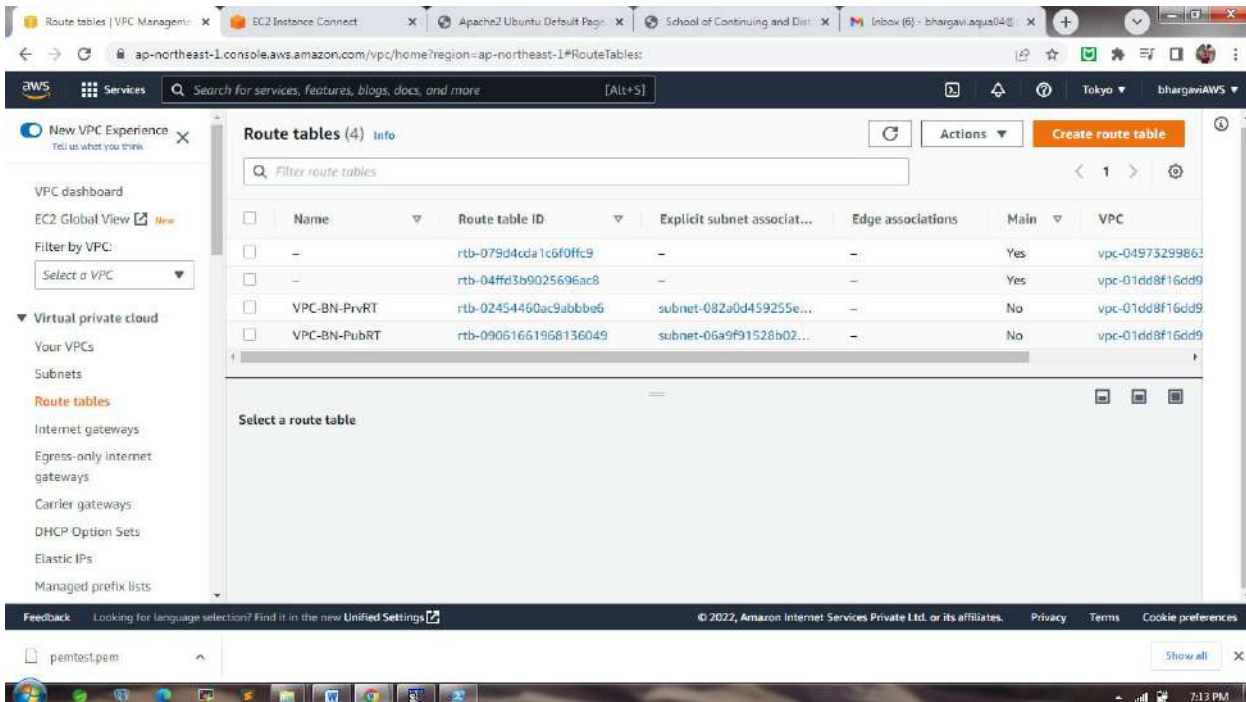 Route tables | VPC Manageme
EC2 Instance Connect
Apache2 Ubuntu Default Page
School of Continuing and Dist
Inbox (6) - bhargavi.aqua04@
ap-northeast-1.console.aws.amazon.com/vpc/home?region=ap-northeast-1#RouteTables:
aws
Services
Search for services, features, blogs, docs, and more
[Alt+S]
Tokyo
bhargaviAWS
New VPC Experience
Tell us what you think
Route tables (4) Info
Actions
Create route table
Filter route tables
1
VPC dashboard
EC2 Global View New
Filter by VPC:
Select a VPC
Name
Route table ID
Explicit subnet associat...
Edge associations
Main
VPC
– rtb-079d4cda1c6f0ffc9 – – Yes vpc-04973299863
– rtb-04ffd3b9025696ac8 – – Yes vpc-01dd8f16dd9
VPC-BN-PrvRT rtb-02454460ac9abbbe6 subnet-082a0d459255e... – No vpc-01dd8f16dd9
VPC-BN-PubRT rtb-09061661968136049 subnet-06a9f91528b02... – No vpc-01dd8f16dd9
Virtual private cloud
Your VPCs
Subnets
Route tables
Internet gateways
Egress-only internet
gateways
Carrier gateways
DHCP Option Sets
Elastic IPs
Managed prefix lists
Select a route table
Feedback
Looking for language selection? Find it in the new Unified Settings
© 2022, Amazon Internet Services Private Ltd. or its affiliates.
Privacy
Terms
Cookie preferences
pemtest.pem
Show all
7:13 PM